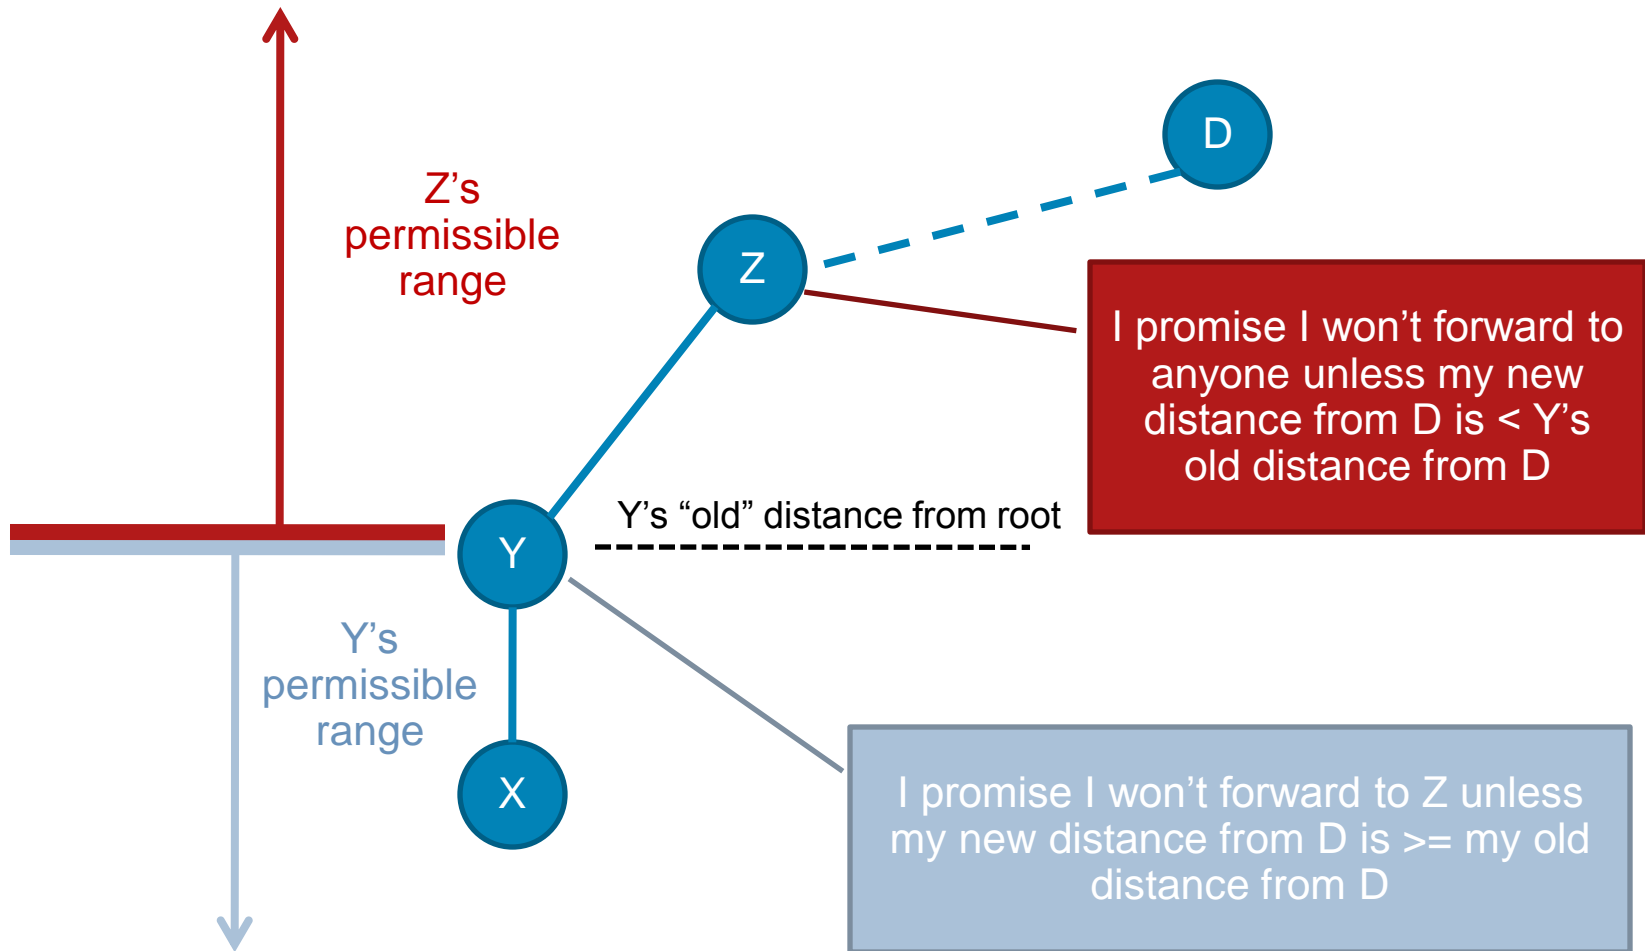 D
Z's
permissible
range
Z
I promise I won't forward to
anyone unless my new
distance from D is < Y's
old distance from D
Y's “old” distance from root
Y
Y's
permissible
range
X
I promise I won't forward to Z unless
my new distance from D is >= my old
distance from D